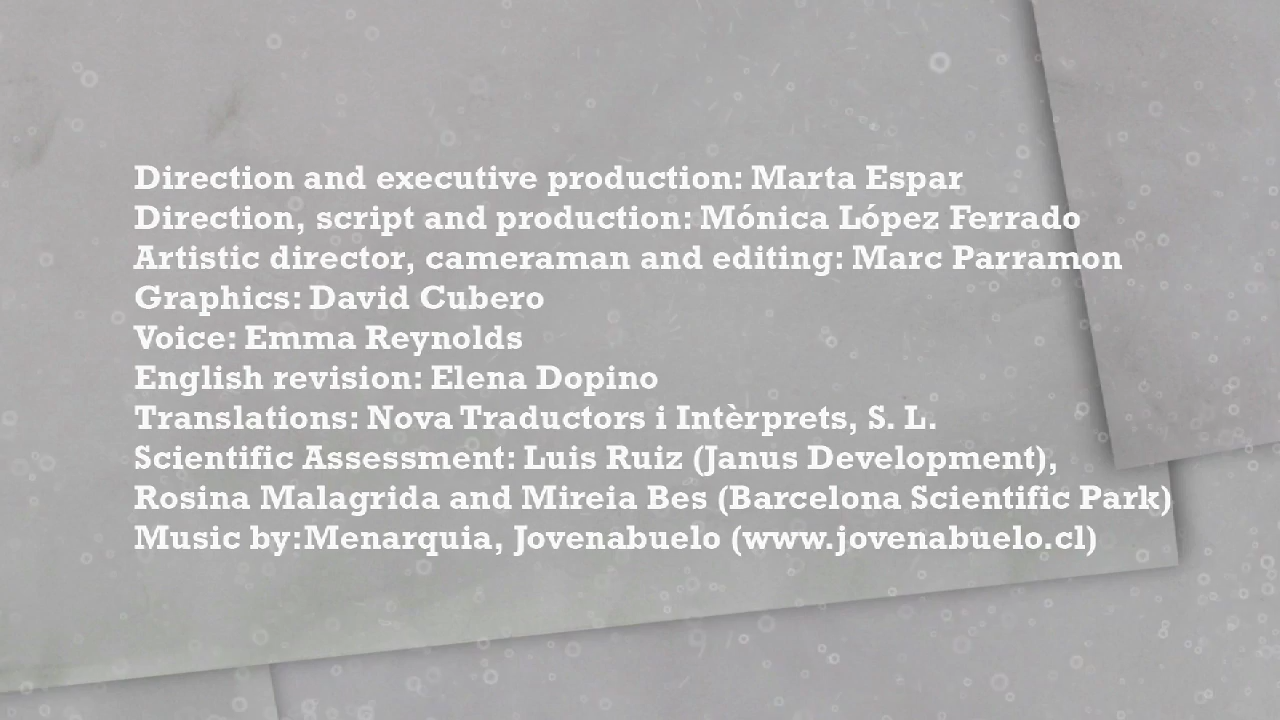 Direction and executive production: Marta Espar
Direction, script and production: Mónica López Ferrado
Artistic director, cameraman and editing: Marc Parramon
Graphics: David Cubero
Voice: Emma Reynolds
English revision: Elena Dopino
Translations: Nova Traductors i Intèrprets, S. L.
Scientific Assessment: Luis Ruiz (Janus Development),
Rosina Malagrida and Mireia Bes (Barcelona Scientific Park)
Music by:Menarquia, Jovenabuelo (www.jovenabuelo.cl)